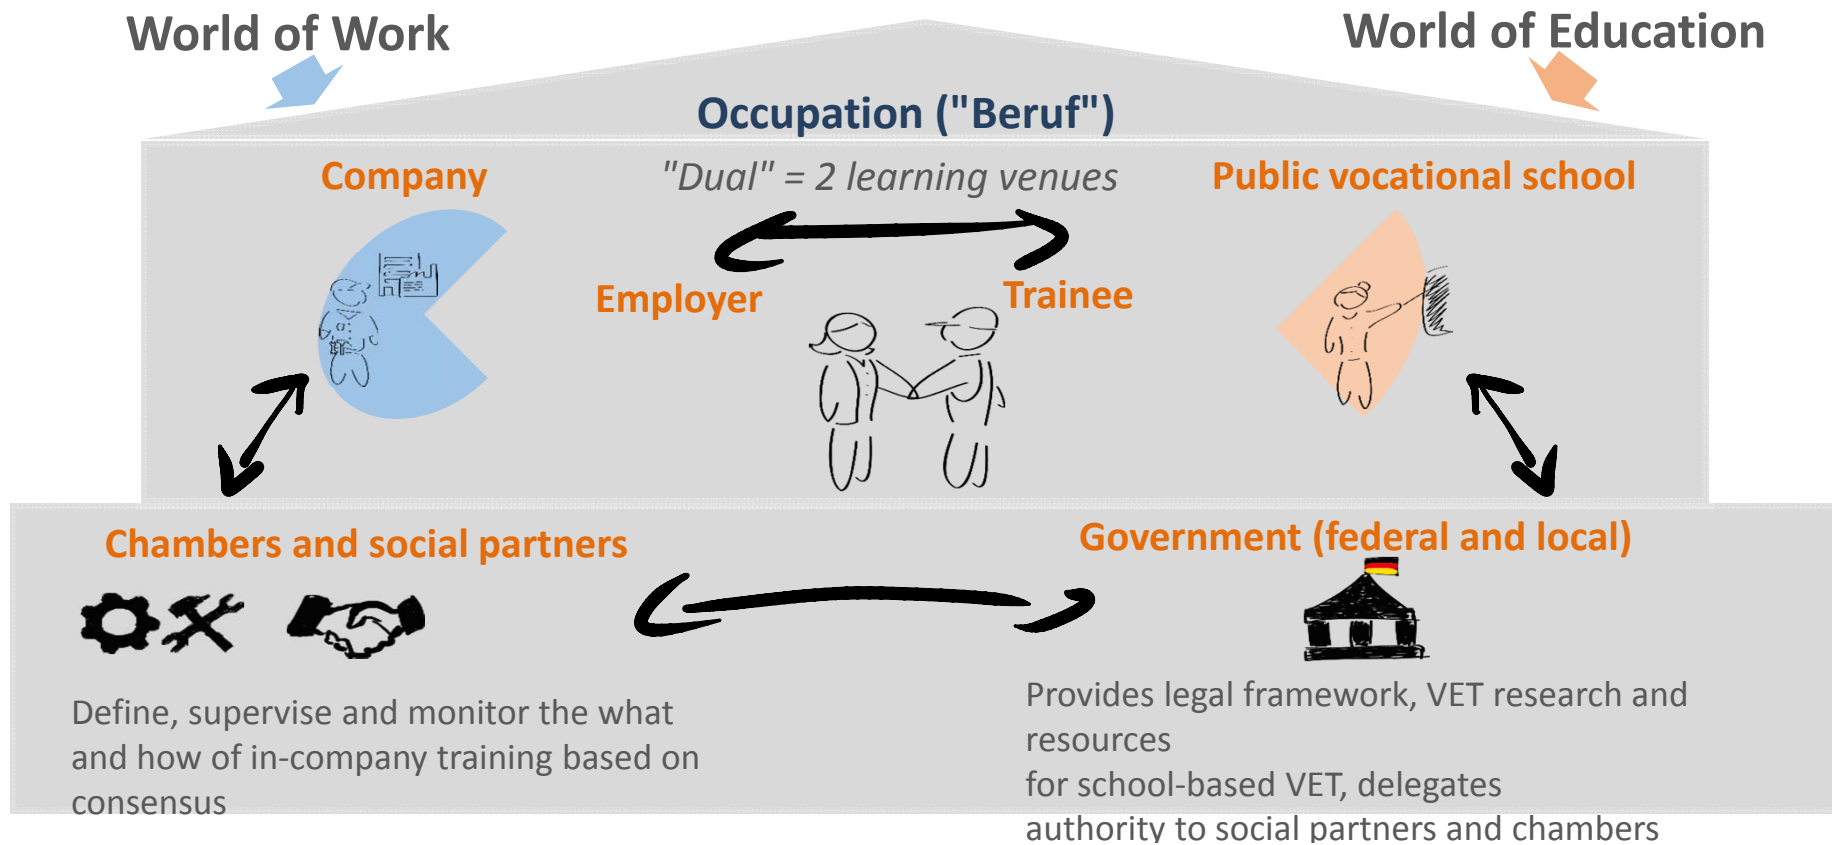 World of Work
World of Education
Occupation ("Beruf")
Company
"Dual" = 2 learning venues
Public vocational school
Employer
Trainee
Chambers and social partners
Government (federal and local)
Define, supervise and monitor the what
and how of in-company training based on
consensus
Provides legal framework, VET research and
resources
for school-based VET, delegates
authority to social partners and chambers